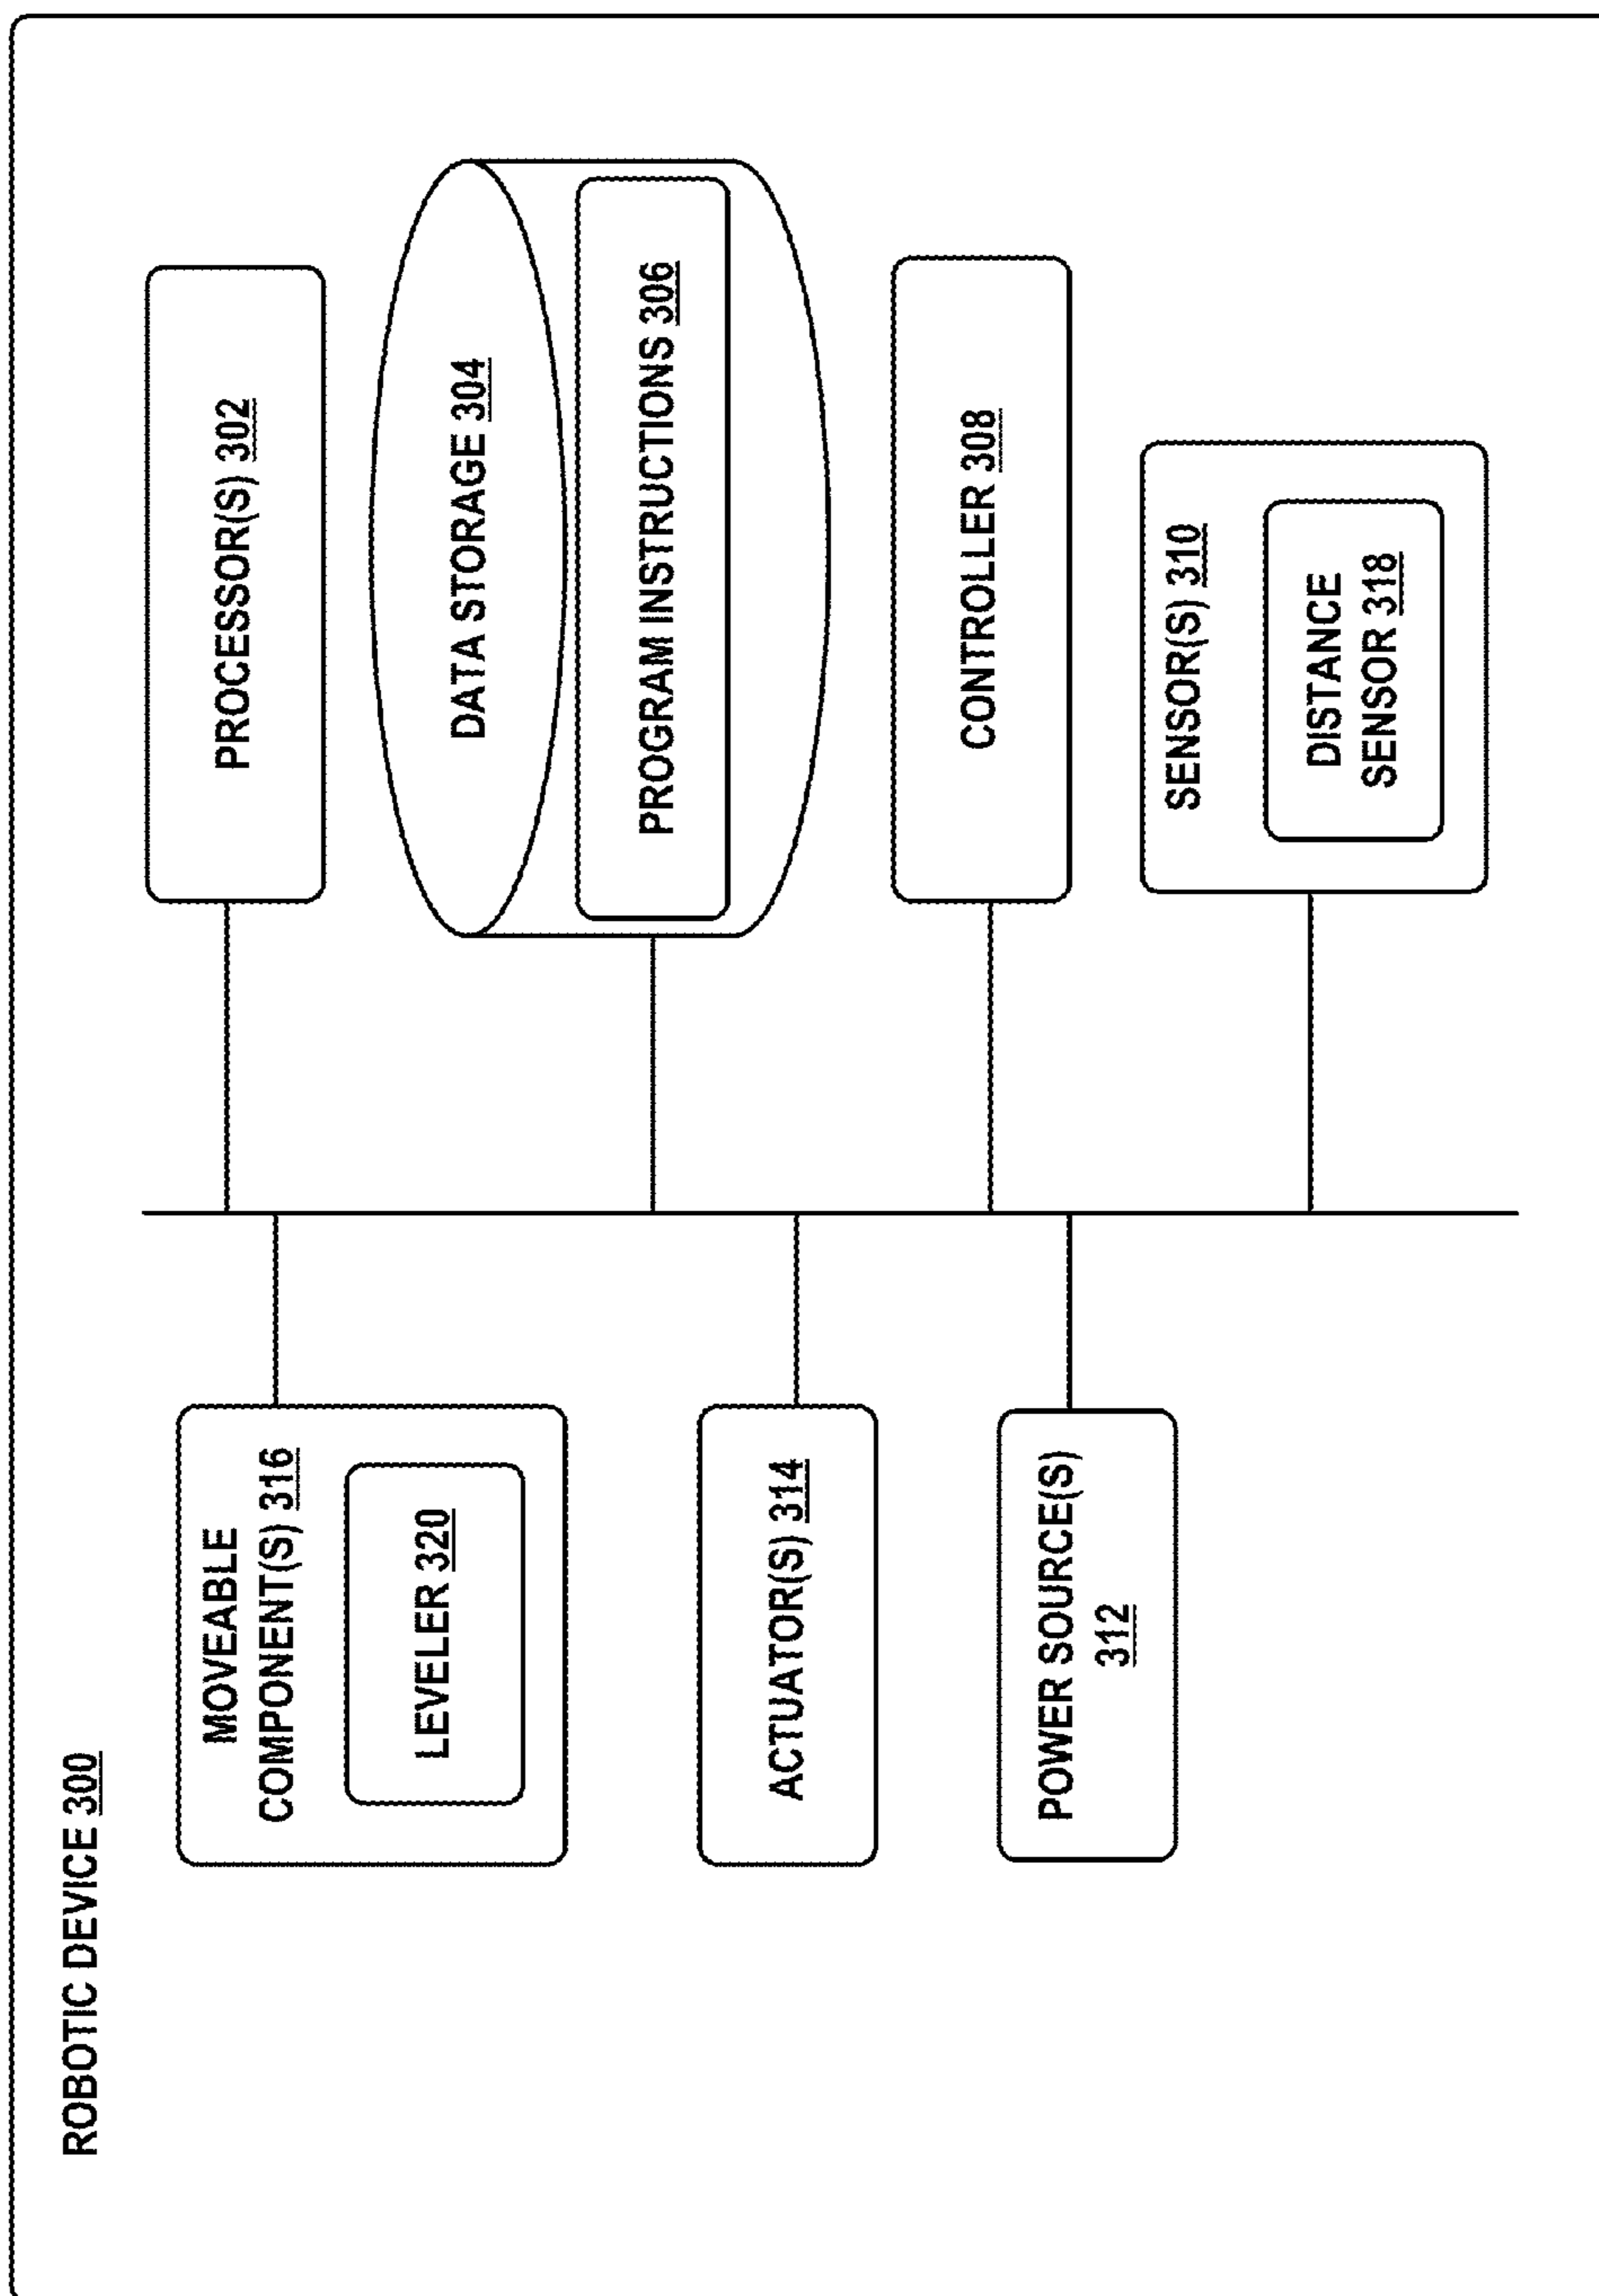 ROBOTIC DEVICE 300
MOVEABLE
COMPONENT(S) 316
LEVELER 320
ACTUATOR(S) 314
POWER SOURCE(S)
312
PROCESSOR(S) 302
DATA STORAGE 304
PROGRAM INSTRUCTIONS 306
CONTROLLER 308
SENSOR(S) 310
DISTANCE
SENSOR 318